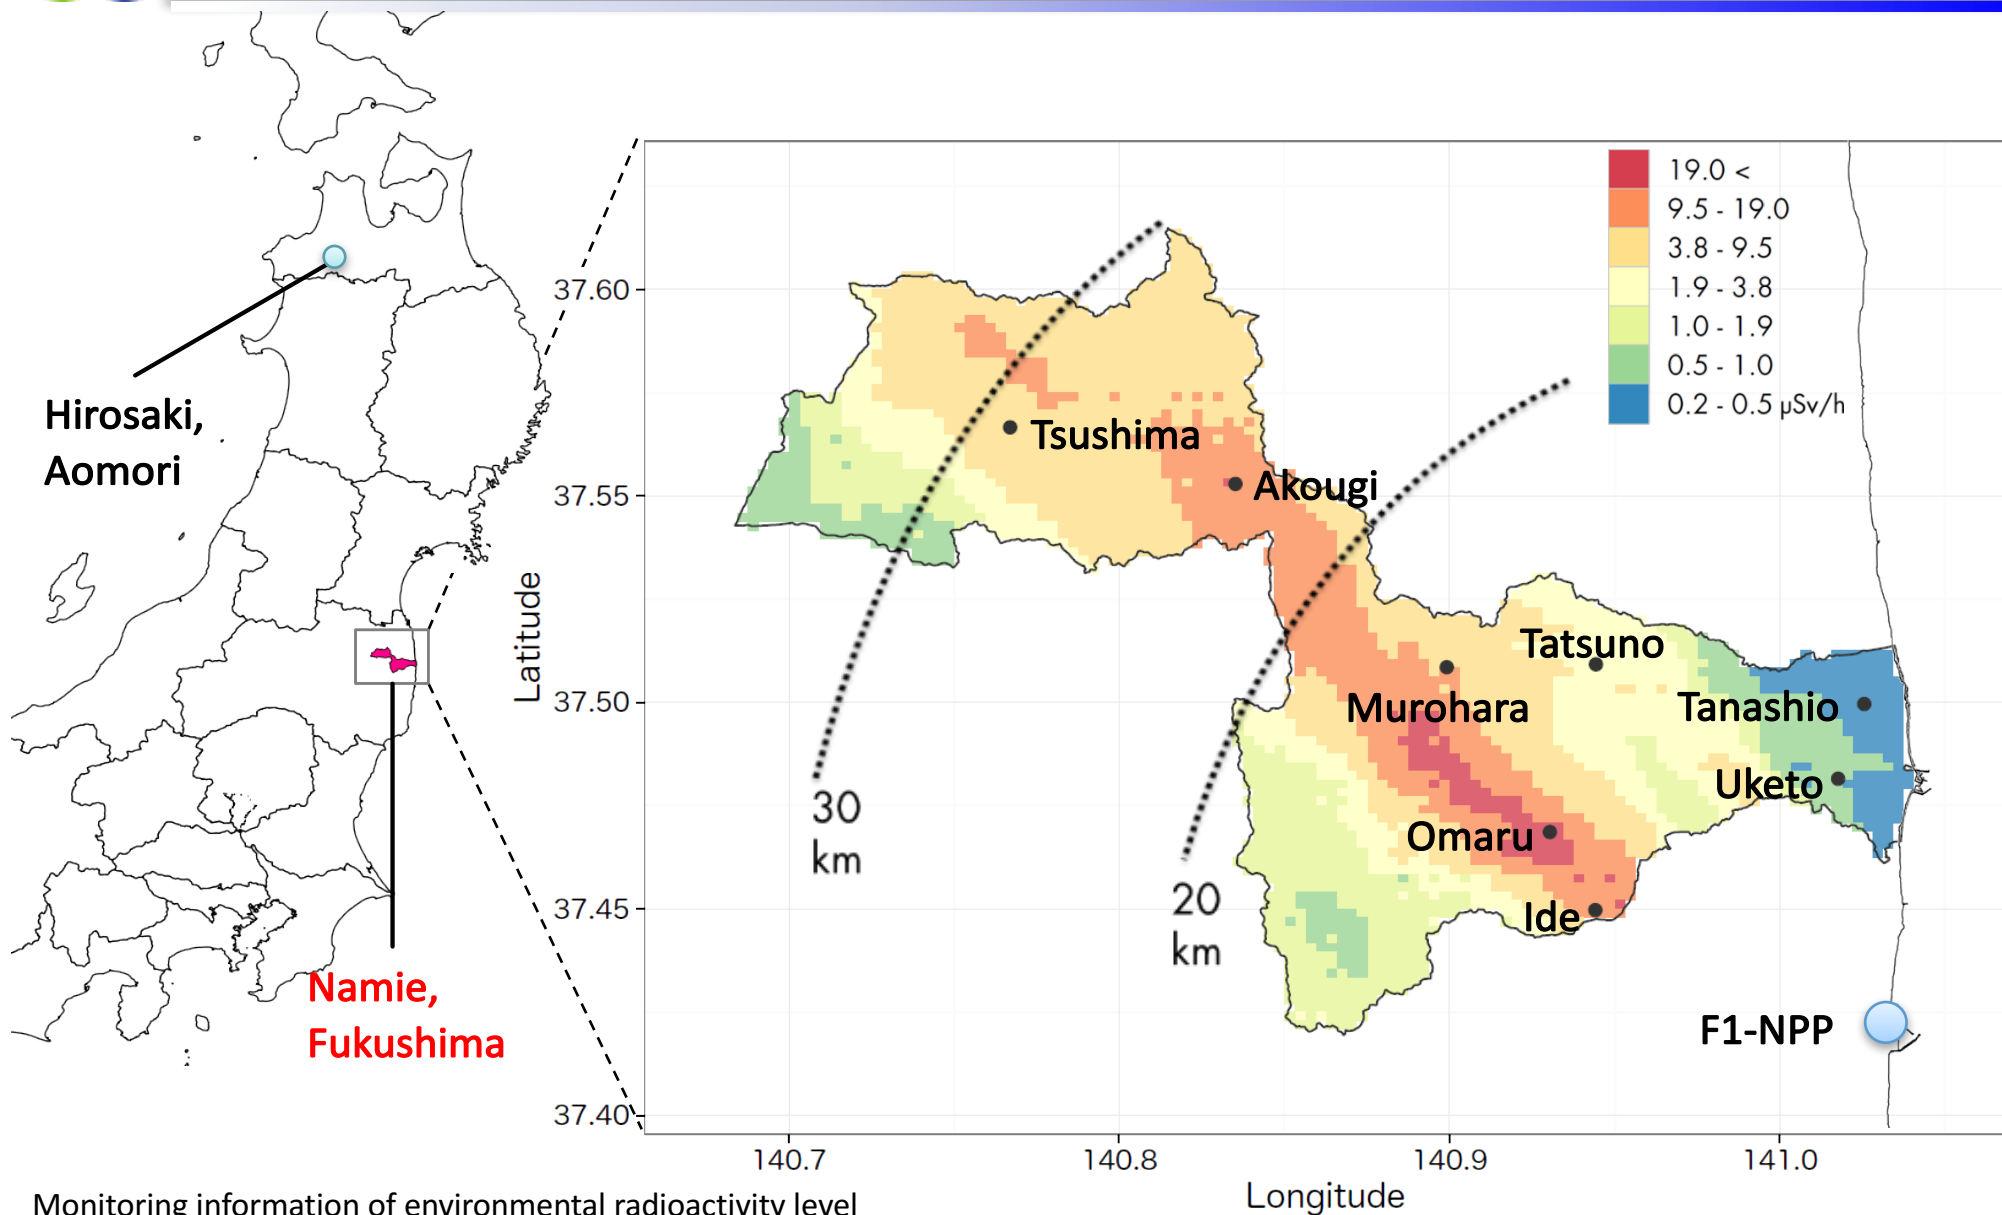 Hirosaki,
Aomori
Namie,
Fukushima
Latitude
37.60
37.55
37.50
37.45
37.40
140.7
140.8
140.9
141.0
Longitude
19.0 <
9.5 - 19.0
3.8 - 9.5
1.9 - 3.8
1.0 - 1.9
0.5 - 1.0
0.2 - 0.5 µSv/h
Tsushima
Akougi
Tatsuno
Murohara
Tanashio
Uketo
Omaru
Ide
30
km
20
km
F1-NPP
Monitoring information of environmental radioactivity level